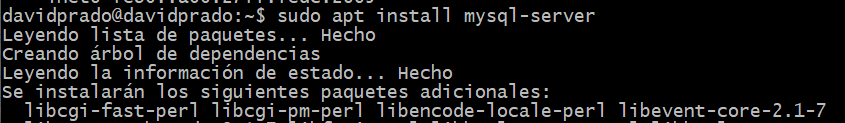 davidprado@davidprado:~$ sudo apt install mysql-server
Leyendo lista de paquetes... Hecho
Creando árbol de dependencias
Leyendo la información de estado... Hecho
Se instalarán los siguientes paquetes adicionales:
libcgi-fast-perl libcgi-pm-perl libencode-locale-perl libevent-core-2.1-7